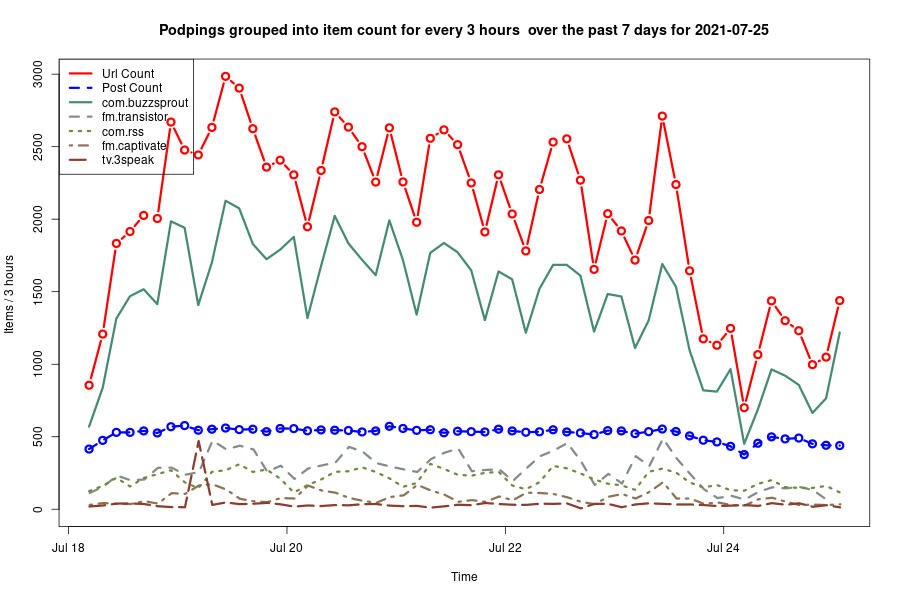 Podpings grouped into item count for every 3 hours  over the past 7 days for 2021-07-25
Url Count
Post Count
com.buzzsprout
fm.transistor
com.rss
fm.captivate
tv.3speak
Items / 3 hours
3000
2500
2000
1500
1000
500
0
Jul 18
Jul 20
Jul 22
Jul 24
Time